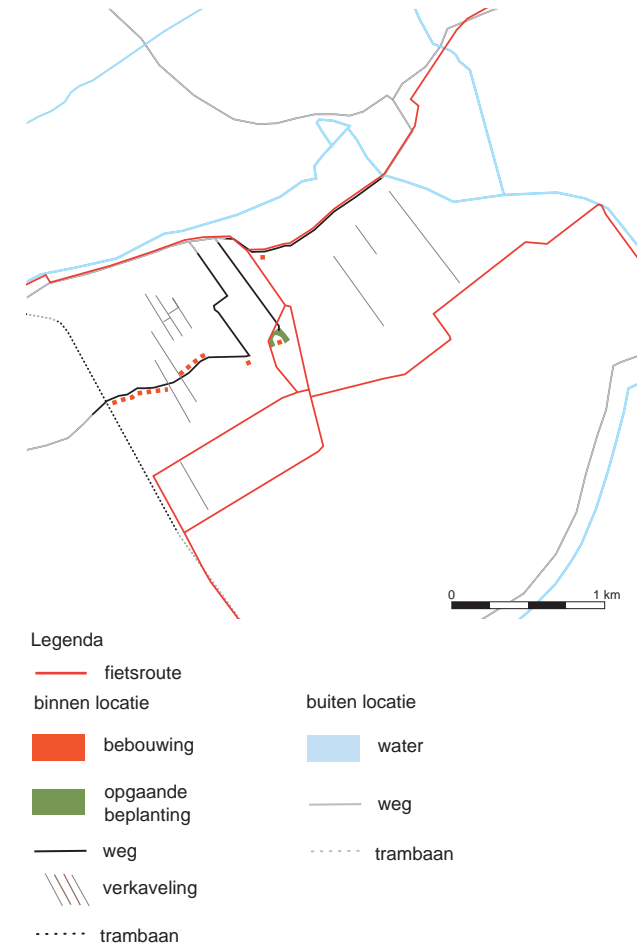 0 1 km
Legenda
fietsroute
binnen locatie
bebouwing
opgaande
beplanting
weg
verkaveling
trambaan
buiten locatie
water
weg
trambaan